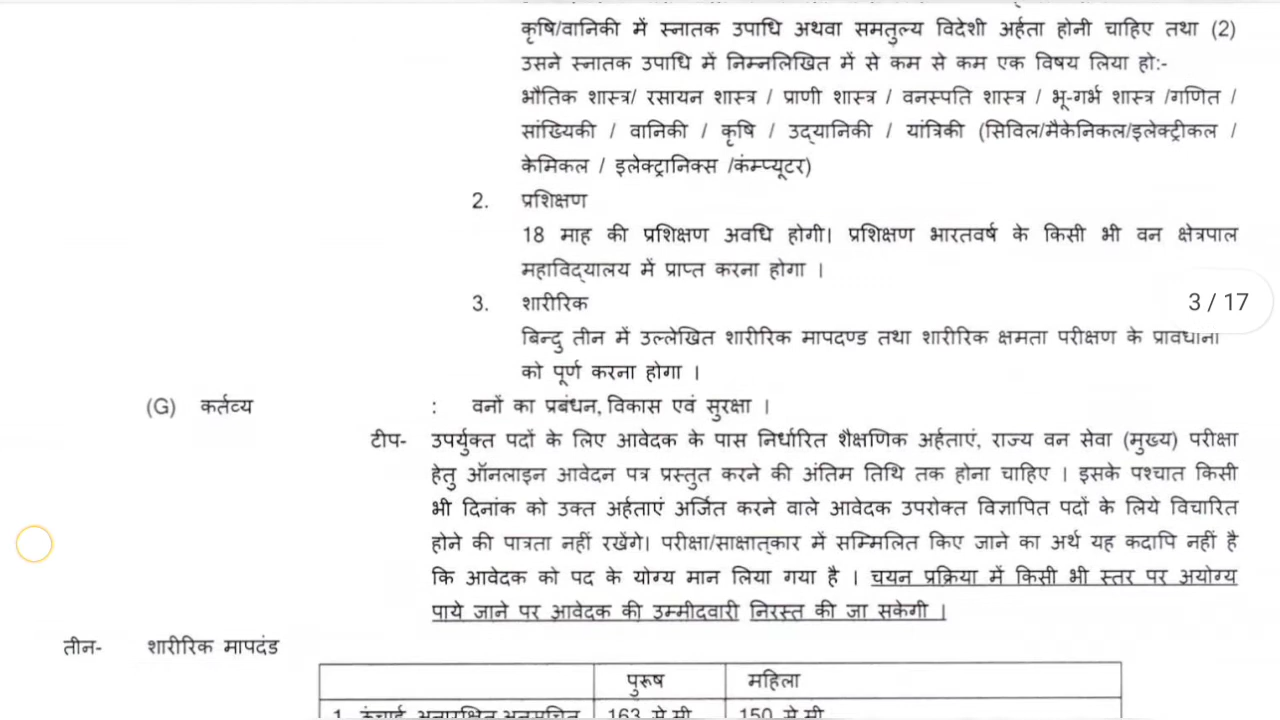 कृषि/वानिकी में स्नातक उपाधि अथवा समतुल्य विदेशी अर्हता होनी चाहिए तथा (2)
उसने स्नातक उपाधि में निम्नलिखित में से कम से कम एक विषय लिया हो:-
भौतिक शास्त्र/ रसायन शास्त्र / प्राणी शास्त्र / वनस्पति शास्त्र / भू-गर्भ शास्त्र /गणित /
सांख्यिकी / वानिकी / कृषि / उद्यानिकी / यांत्रिकी (सिविल/मैकेनिकल/इलेक्ट्रीकल /
केमिकल / इलेक्ट्रानिक्स /कंम्प्यूटर)
2. प्रशिक्षण
18 माह की प्रशिक्षण अवधि होगी। प्रशिक्षण भारतवर्ष के किसी भी वन क्षेत्रपाल
महाविद्यालय में प्राप्त करना होगा ।
3. शारीरिक
3 / 17
बिन्दु तीन में उल्लेखित शारीरिक मापदण्ड तथा शारीरिक क्षमता परीक्षण के प्रावधानों
को पूर्ण करना होगा ।
(G) कर्तव्य : वनों का प्रबंधन, विकास एवं सुरक्षा ।
टीप- उपर्युक्त पदों के लिए आवेदक के पास निर्धारित शैक्षणिक अर्हताएं, राज्य वन सेवा (मुख्य) परीक्षा
हेतु ऑनलाइन आवेदन पत्र प्रस्तुत करने की अंतिम तिथि तक होना चाहिए । इसके पश्चात किसी
भी दिनांक को उक्त अर्हताएं अर्जित करने वाले आवेदक उपरोक्त विज्ञापित पदों के लिये विचारित
होने की पात्रता नहीं रखेंगे। परीक्षा/साक्षात्कार में सम्मिलित किए जाने का अर्थ यह कदापि नहीं है
कि आवेदक को पद के योग्य मान लिया गया है । चयन प्रक्रिया में किसी भी स्तर पर अयोग्य
पाये जाने पर आवेदक की उम्मीदवारी निरस्त की जा सकेगी ।
तीन- शारीरिक मापदंड
पुरूष महिला
1. ऊंचाई अनारक्षित अनुसूचित 163 से.मी. 150 से.मी.